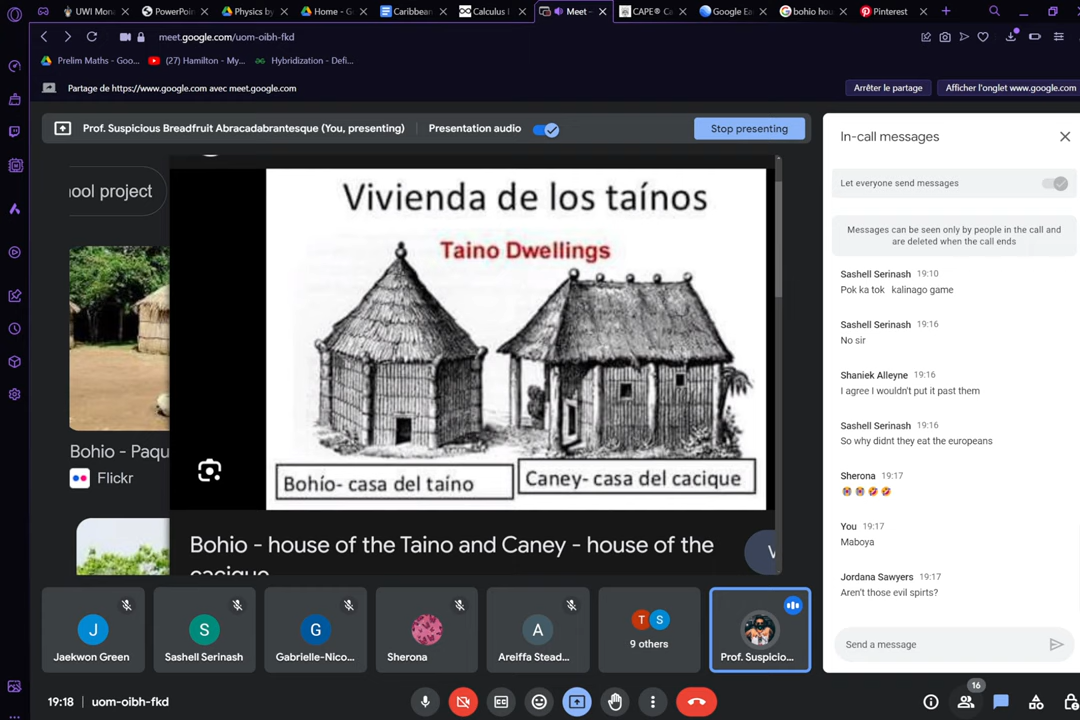 UWI Mon
PowerPoin
Physics by
Home - G
Caribbean
Calculus I
Meet -
CAPE® C
Google Ea
bohio hou
Pinterest
meet.google.com/uom-oibh-fkd
Prelim Maths - Goo...
(27) Hamilton - My...
Hybridization - Defi...
Partage de https://www.google.com avec meet.google.com
Arrêter le partage
Afficher l'onglet www.google.com
Prof. Suspicious Breadfruit Abracadabrantesque (You, presenting)
Presentation audio
Stop presenting
ool project
Vivienda de los taínos
Taino Dwellings
Bohío- casa del taíno
Caney- casa del cacique
Bohio - Paqu
Flickr
Bohio - house of the Taino and Caney - house of the
cacique
V
In-call messages
Let everyone send messages
Messages can be seen only by people in the call and
are deleted when the call ends
Sashell Serinash 19:10
Pok ka tok kalinago game
Sashell Serinash 19:16
No sir
Shaniek Alleyne 19:16
I agree I wouldn't put it past them
Sashell Serinash 19:16
So why didnt they eat the europeans
Sherona 19:17
😭😭🤣🤣
You 19:17
Maboya
Jordana Sawyers 19:17
Aren't those evil spirts?
Send a message
J
Jaekwon Green
S
Sashell Serinash
G
Gabrielle-Nico...
Sherona
A
Areiffa Stead...
T S
9 others
Prof. Suspicio...
19:18
uom-oibh-fkd
16